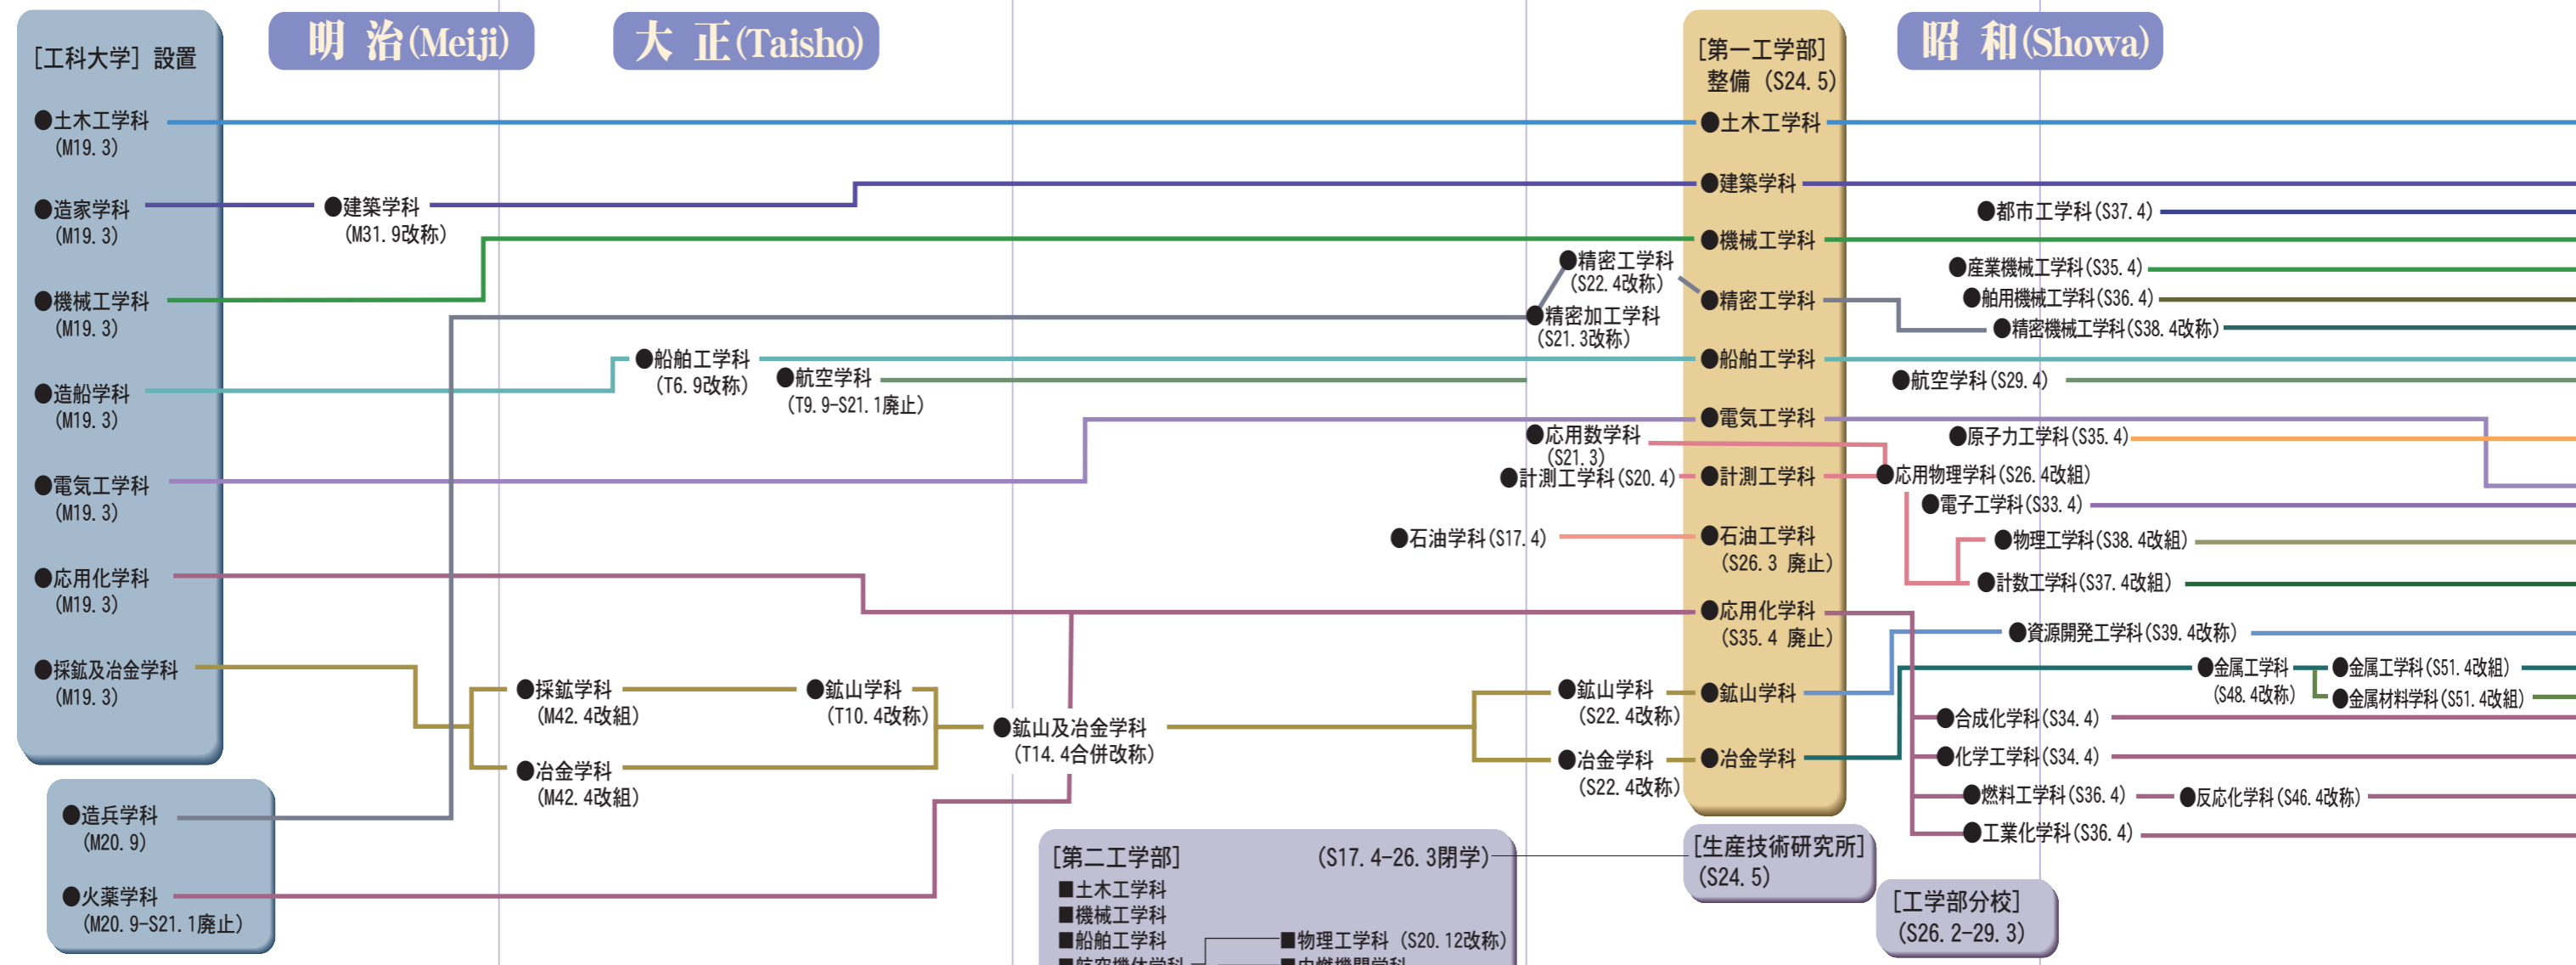 [工科大学] 設置
●土木工学科
(M19.3)
●造家学科
(M19.3)
●機械工学科
(M19.3)
●造船学科
(M19.3)
●電気工学科
(M19.3)
●応用化学科
(M19.3)
●採鉱及冶金学科
(M19.3)
●造兵学科
(M20.9)
●火薬学科
(M20.9-S21.1廃止)
明 治(Meiji)
●建築学科
(M31.9改称)
●採鉱学科
(M42.4改組)
●冶金学科
(M42.4改組)
大 正(Taisho)
●船舶工学科
(T6.9改称)
●航空学科
(T9.9-S21.1廃止)
●鉱山学科
(T10.4改称)
●鉱山及冶金学科
(T14.4合併改称)
●精密工学科
(S22.4改称)
●精密加工学科
(S21.3改称)
●応用数学科
(S21.3)
●計測工学科(S20.4)
●石油学科(S17.4)
●鉱山学科
(S22.4改称)
●冶金学科
(S22.4改称)
[第二工学部] (S17.4-26.3閉学)
■土木工学科
■機械工学科
■船舶工学科
■物理工学科 (S20.12改称)
■航空機体学科
■内燃機関学科
[第一工学部]
整備 (S24.5)
●土木工学科
●建築学科
●機械工学科
●精密工学科
●船舶工学科
●電気工学科
●計測工学科
●石油工学科
(S26.3 廃止)
●応用化学科
(S35.4 廃止)
●鉱山学科
●冶金学科
[生産技術研究所]
(S24.5)
[工学部分校]
(S26.2-29.3)
昭 和(Showa)
●都市工学科(S37.4)
●産業機械工学科(S35.4)
●舶用機械工学科(S36.4)
●精密機械工学科(S38.4改称)
●航空学科(S29.4)
●原子力工学科(S35.4)
●応用物理学科(S26.4改組)
●電子工学科(S33.4)
●物理工学科(S38.4改組)
●計数工学科(S37.4改組)
●資源開発工学科(S39.4改称)
●金属工学科
(S48.4改称)
●金属工学科(S51.4改組)
●金属材料学科(S51.4改組)
●合成化学科(S34.4)
●化学工学科(S34.4)
●燃料工学科(S36.4)
●反応化学科(S46.4改称)
●工業化学科(S36.4)